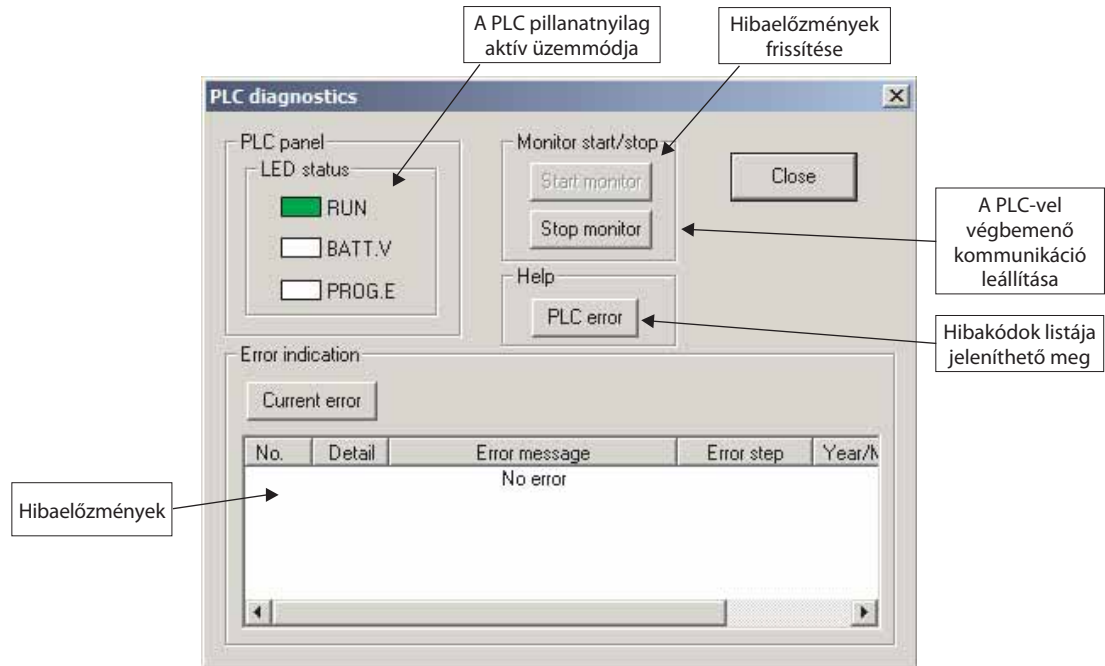 A PLC pillanatnyilag
aktív üzemmódja
Hibaelőzmények
frissítése
PLC diagnostics
PLC panel
LED status
RUN
BATT.V
PROG.E
Monitor start/stop
Start monitor
Stop monitor
Close
A PLC-vel
végbemenő
kommunikáció
leállítása
Help
PLC error
Hibakódok listája
jeleníthető meg
Error indication
Current error
No. Detail Error message Error step Year/M
No error
Hibaelőzmények